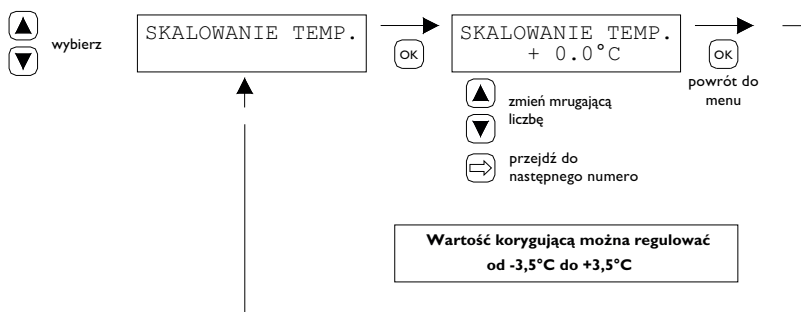 wybierz
SKALOWANIE TEMP.
OK
SKALOWANIE TEMP.
+ 0.0°C
OK
powrót do
menu
zmień mrugającą
liczbę
przejdź do
następnego numero
Wartość korygującą można regulować
od -3,5°C do +3,5°C